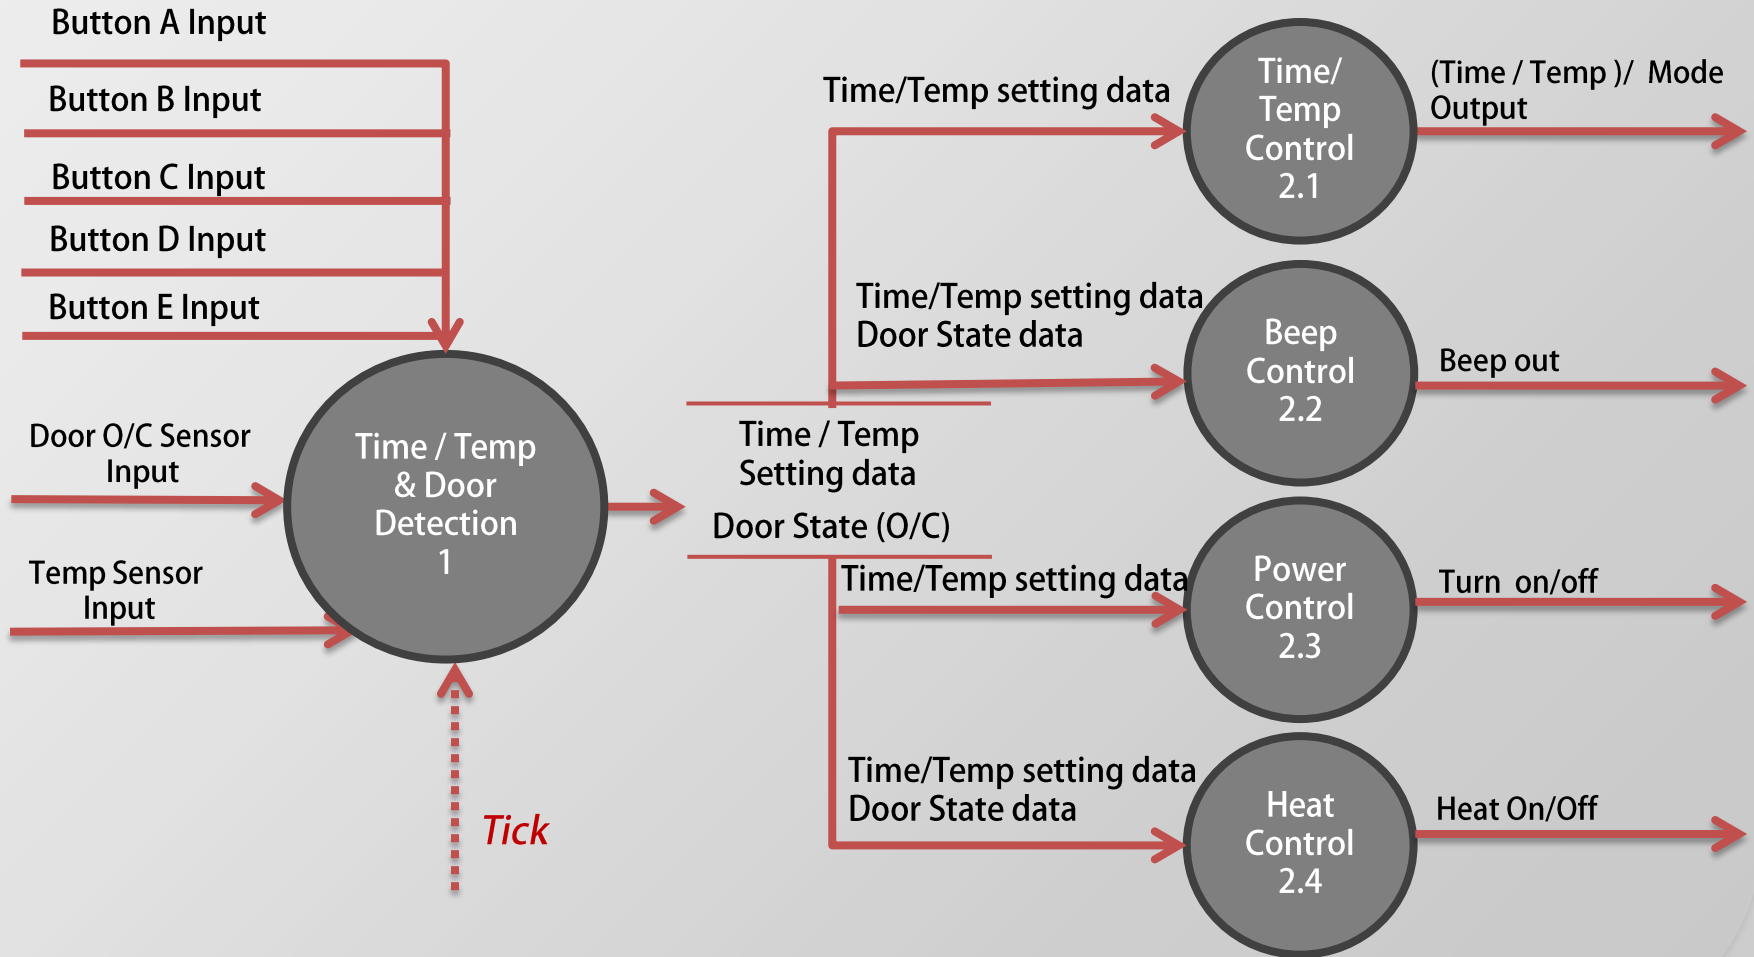 Button A Input
Button B Input
Button C Input
Button D Input
Button E Input
Door O/C Sensor
Input
Temp Sensor
Input
Time / Temp
& Door
Detection
1
Tick
Time / Temp
Setting data
Door State (O/C)
Time/Temp setting data
Time/
Temp
Control
2.1
(Time / Temp )/ Mode
Output
Time/Temp setting data
Door State data
Beep
Control
2.2
Beep out
Time/Temp setting data
Power
Control
2.3
Turn on/off
Time/Temp setting data
Door State data
Heat
Control
2.4
Heat On/Off